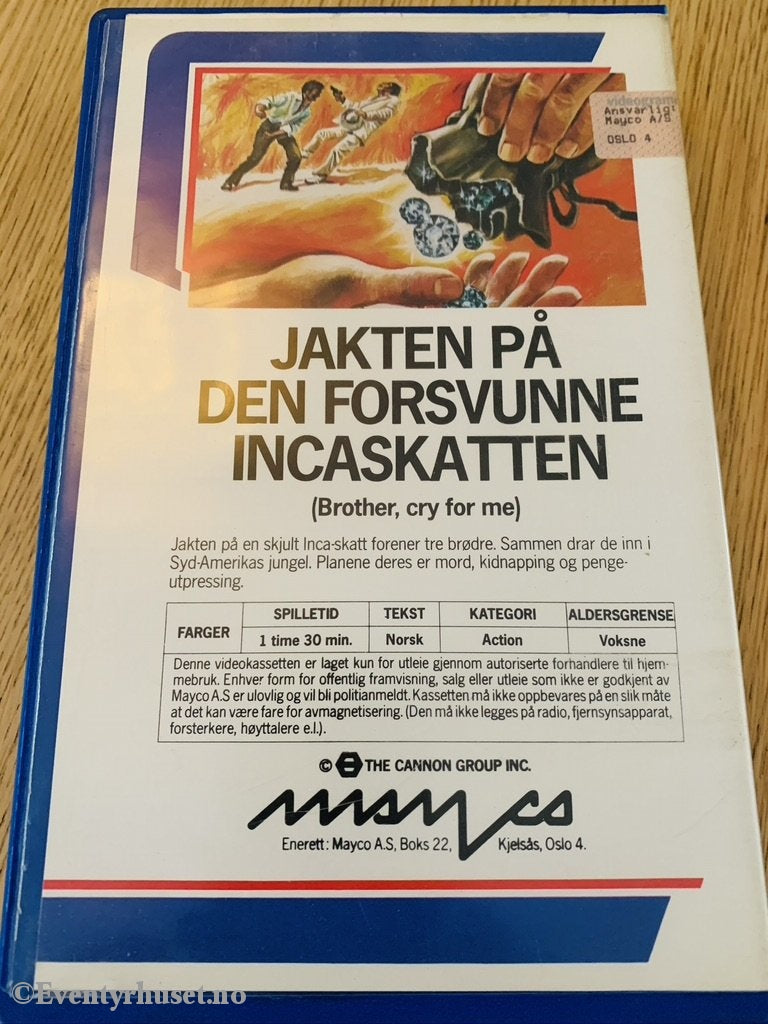 videogram
Ansvarlig:
Mayco A/S
OSLO 4
JAKTEN PÅ
DEN FORSVUNNE
INCASKATTEN
(Brother, cry for me)
Jakten på en skjult Inca-skatt forener tre brødre. Sammen drar de inn i
Syd-Amerikas jungel. Planene deres er mord, kidnapping og penge-
utpressing.
FARGER SPILLETID TEKST KATEGORI ALDERSGRENSE
1 time 30 min. Norsk Action Voksne
Denne videokassetten er laget kun for utleie gjennom autoriserte forhandlere til hjem-
mebruk. Enhver form for offentlig framvisning, salg eller utleie som ikke er godkjent av
Mayco A.S er ulovlig og vil bli politianmeldt. Kassetten må ikke oppbevares på en slik måte
at det kan være fare for avmagnetisering. (Den må ikke legges på radio, fjernsynsapparat,
forsterkere, høyttalere e.l.).
© THE CANNON GROUP INC.
mayco
Enerett: Mayco A.S, Boks 22, Kjelsås, Oslo 4.
©Eventyrhuset.no